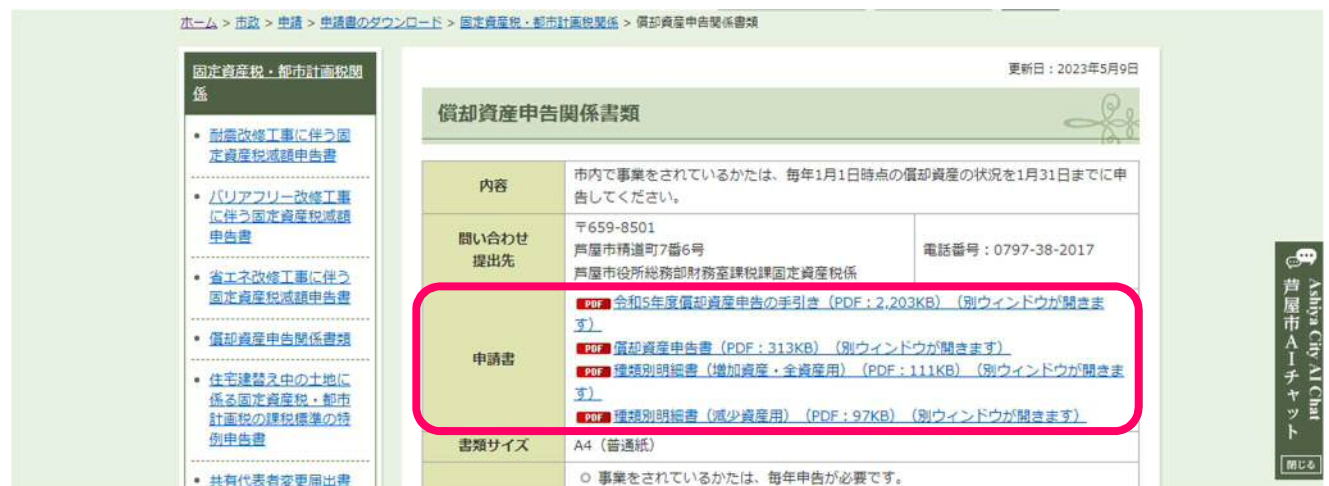 ホーム > 市政 > 申請 > 申請書のダウンロード > 固定資産税・都市計画税関係 > 償却資産申告関係書類
固定資産税・都市計画税関
係
• 耐震改修工事に伴う固
定資産税減額申告書
• バリアフリー改修工事
に伴う固定資産税減額
申告書
• 省エネ改修工事に伴う
固定資産税減額申告書
• 償却資産申告関係書類
• 住宅建替え中の土地に
係る固定資産税・都市
計画税の課税標準の特
例申告書
• 共有代表者変更届出書
更新日：2023年5月9日
償却資産申告関係書類
内容
市内で事業をされているかたは、毎年1月1日時点の償却資産の状況を1月31日までに申
告してください。
問い合わせ
提出先
〒659-8501
芦屋市精道町7番6号
芦屋市役所総務部財務室課税課固定資産税係
電話番号：0797-38-2017
申請書
PDF 令和5年度償却資産申告の手引き（PDF：2,203KB）（別ウィンドウが開きま
す）
PDF 償却資産申告書（PDF：313KB）（別ウィンドウが開きます）
PDF 種類別明細書（増加資産・全資産用）（PDF：111KB）（別ウィンドウが開きま
す）
PDF 種類別明細書（減少資産用）（PDF：97KB）（別ウィンドウが開きます）
書類サイズ
A4（普通紙）
○ 事業をされているかたは、毎年申告が必要です。
Ashiya City AI Chat
芦屋市AIチャット
閉じる